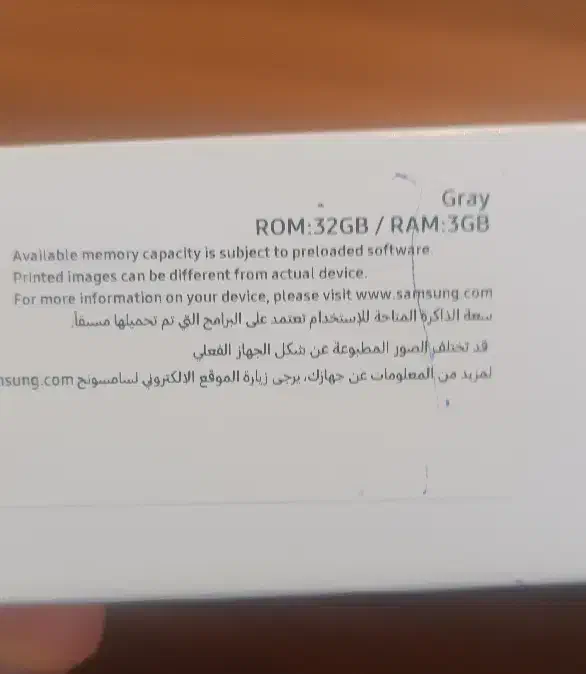 Gray
ROM:32GB / RAM:3GB
Available memory capacity is subject to preloaded software.
Printed images can be different from actual device.
For more information on your device, please visit www.samsung.com
سعة الذاكرة المتاحة للإستخدام تعتمد على البرامج التي تم تحميلها مسبقاً.
قد تختلف الصور المطبوعة عن شكل الجهاز الفعلي
لمزيد من المعلومات عن جهازك، يرجى زيارة الموقع الالكتروني لسامسونج nsung.com